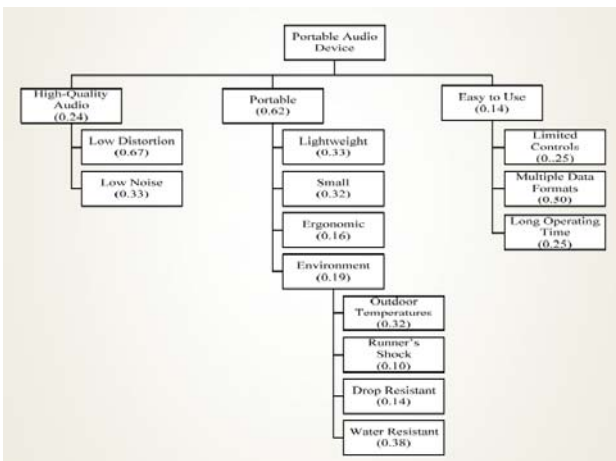 Portable Audio
Device
High-Quality
Audio
(0.24)
Low Distortion
(0.67)
Low Noise
(0.33)
Portable
(0.62)
Lightweight
(0.33)
Small
(0.32)
Ergonomic
(0.16)
Environment
(0.19)
Outdoor
Temperatures
(0.32)
Runner's
Shock
(0.10)
Drop Resistant
(0.14)
Water Resistant
(0.38)
Easy to Use
(0.14)
Limited
Controls
(0..25)
Multiple Data
Formats
(0.50)
Long Operating
Time
(0.25)